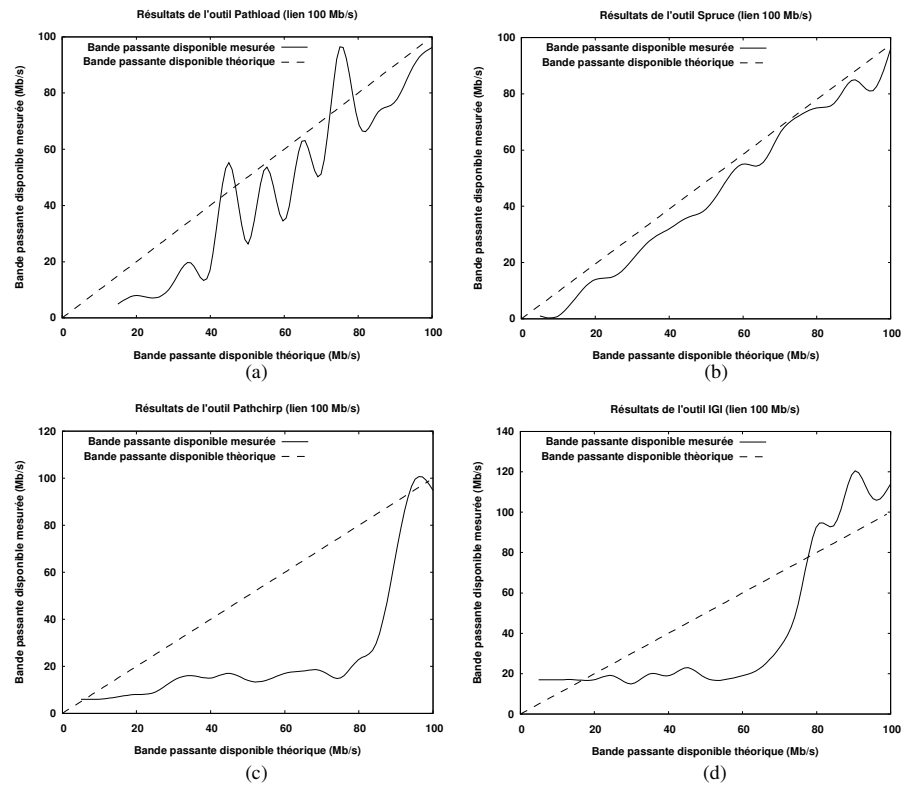 Résultats de l'outil Pathload (lien 100 Mb/s)
Bande passante disponible mesurée
Bande passante disponible théorique
Bande passante disponible mesurée (Mb/s)
100
80
60
40
20
0
0 20 40 60 80 100
Bande passante disponible théorique (Mb/s)
(a)
Résultats de l'outil Spruce (lien 100 Mb/s)
Bande passante disponible mesurée
Bande passante disponible théorique
Bande passante disponible mesurée (Mb/s)
100
80
60
40
20
0
0 20 40 60 80 100
Bande passante disponible théorique (Mb/s)
(b)
Résultats de l'outil Pathchirp (lien 100 Mb/s)
Bande passante disponible mesurée
Bande passante disponible thèorique
Bande passante disponible mesurée (Mb/s)
120
100
80
60
40
20
0
0 20 40 60 80 100
Bande passante disponible théorique (Mb/s)
(c)
Résultats de l'outil IGI (lien 100 Mb/s)
Bande passante disponible mesurée
Bande passante disponible thèorique
Bande passante disponible mesurée (Mb/s)
140
120
100
80
60
40
20
0
0 20 40 60 80 100
Bande passante disponible théorique (Mb/s)
(d)